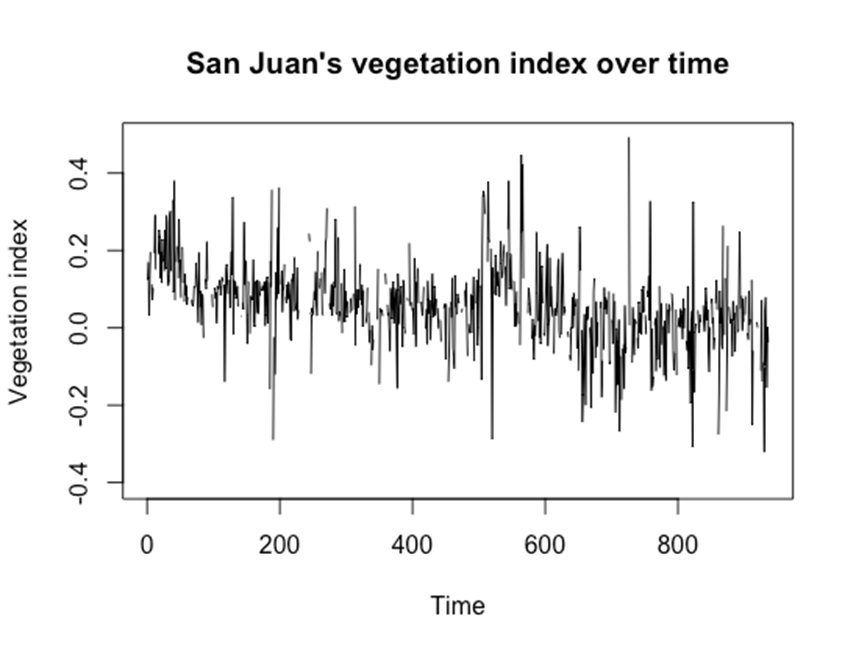 San Juan's vegetation index over time
Vegetation index
0.4
0.2
0.0
-0.2
-0.4
0 200 400 600 800
Time